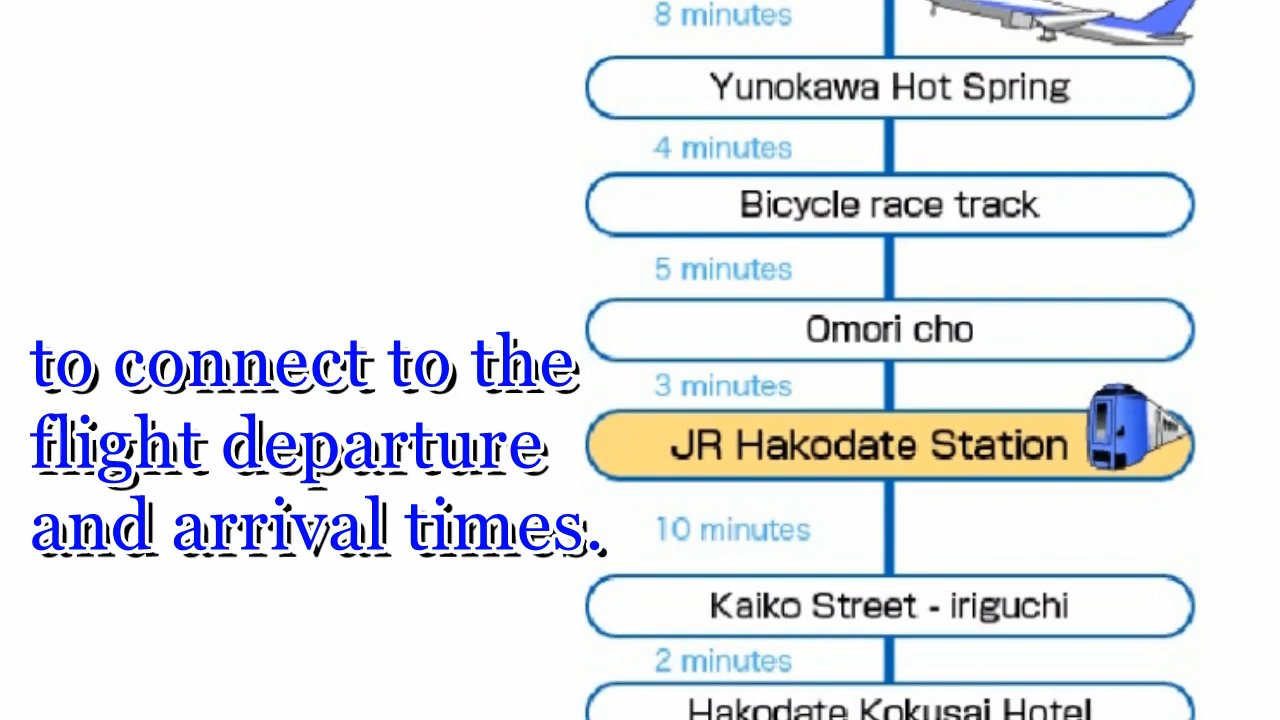 8 minutes
Yunokawa Hot Spring
4 minutes
Bicycle race track
5 minutes
Omori cho
3 minutes
JR Hakodate Station
10 minutes
Kaiko Street - iriguchi
2 minutes
Hakodate Kokusai Hotel
to connect to the
flight departure
and arrival times.